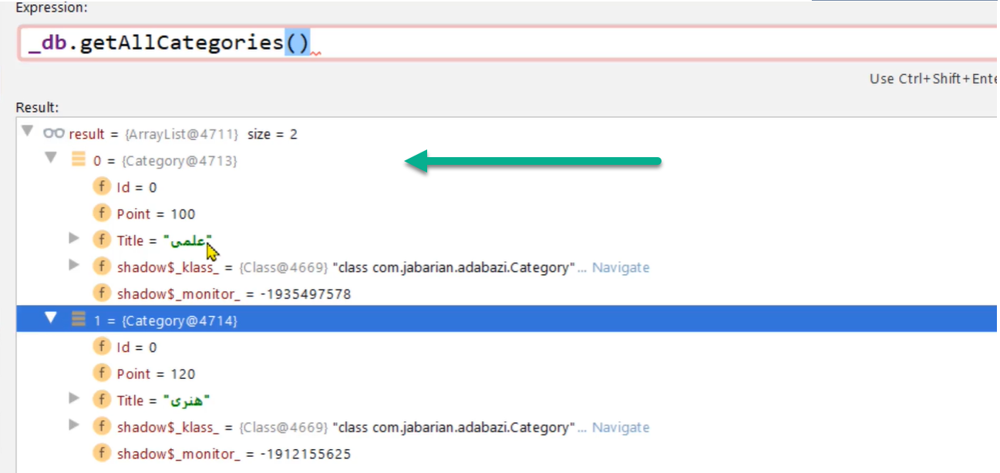 Expression:
_db.getAllCategories()
Use Ctrl+Shift+Ente
Result:
result = {ArrayList@4711} size = 2
0 = {Category@4713}
f Id = 0
f Point = 100
f Title = "علمی"
f shadow$_klass_ = {Class@4669} "class com.jabarian.adabazi.Category"... Navigate
f shadow$_monitor_ = -1935497578
1 = {Category@4714}
f Id = 0
f Point = 120
f Title = "هنری"
f shadow$_klass_ = {Class@4669} "class com.jabarian.adabazi.Category"... Navigate
f shadow$_monitor_ = -1912155625